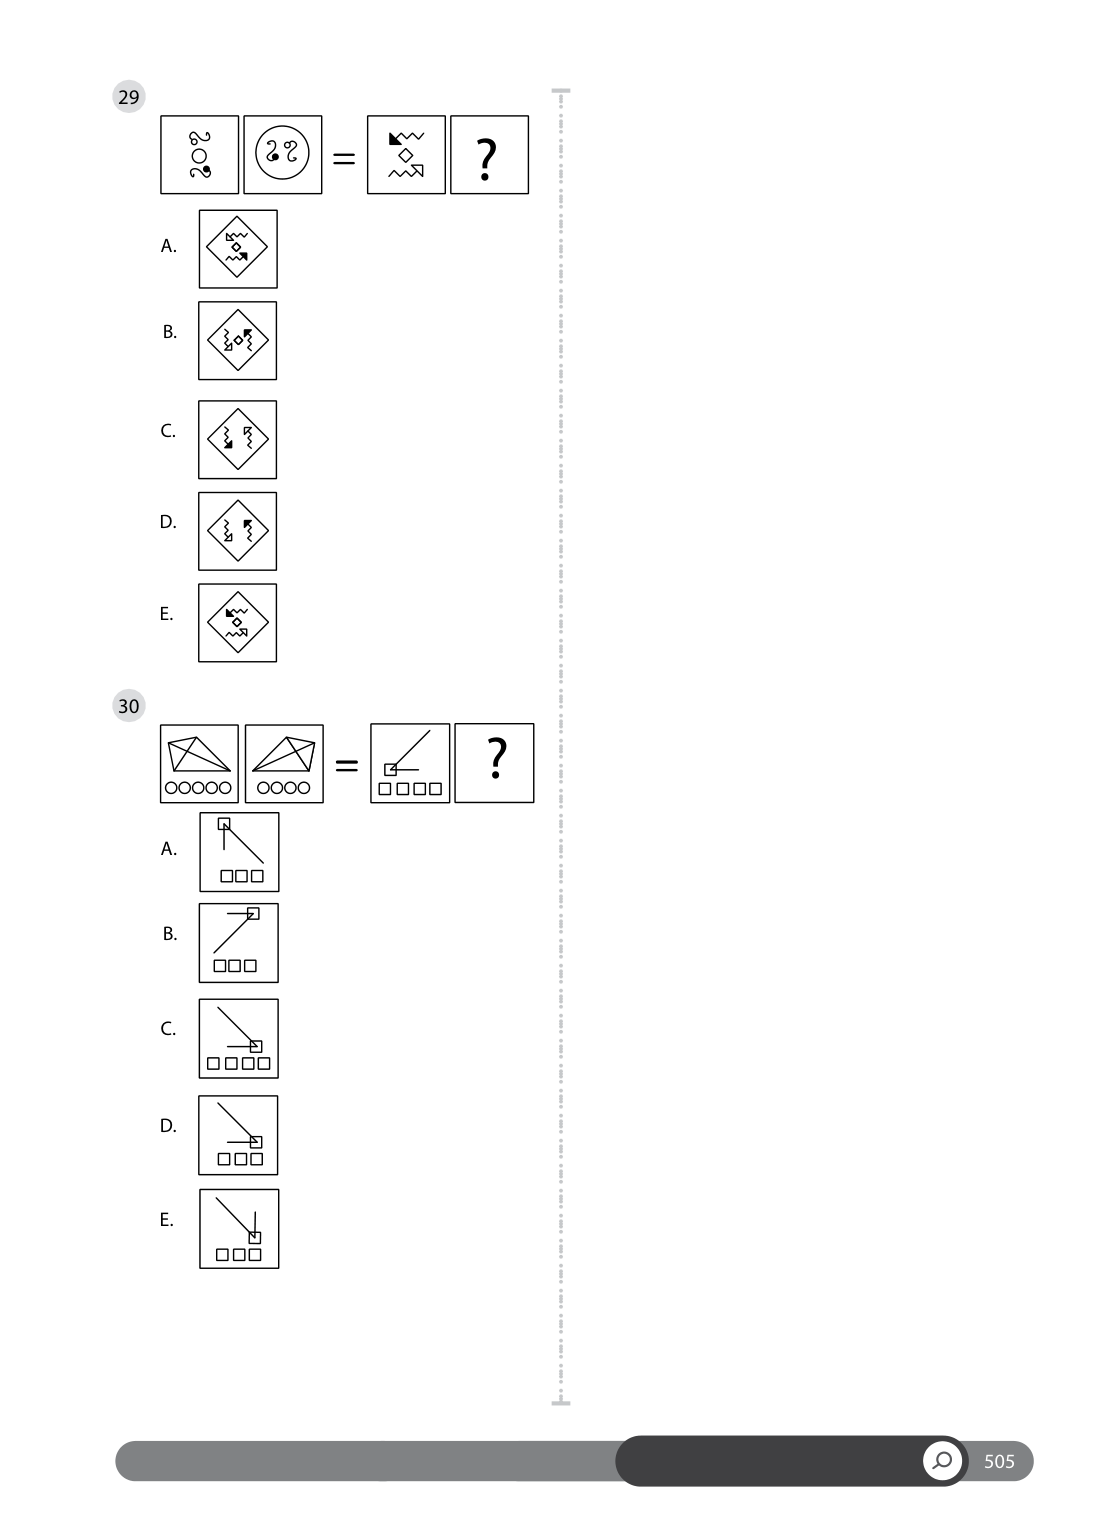 29
=
?
A.
B.
C.
D.
E.
30
=
?
A.
B.
C.
D.
E.
505